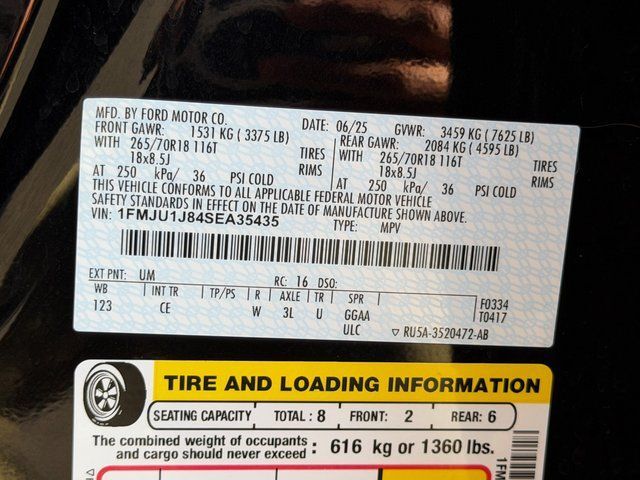 MFD. BY FORD MOTOR CO. DATE: 06/25 GVWR: 3459 KG ( 7625 LB)
FRONT GAWR: 1531 KG ( 3375 LB) REAR GAWR: 2084 KG ( 4595 LB)
WITH 265/70R18 116T TIRES WITH 265/70R18 116T TIRES
18x8.5J RIMS 18x8.5J RIMS
AT 250 kPa/ 36 PSI COLD AT 250 kPa/ 36 PSI COLD
THIS VEHICLE CONFORMS TO ALL APPLICABLE FEDERAL MOTOR VEHICLE
SAFETY STANDARDS IN EFFECT ON THE DATE OF MANUFACTURE SHOWN ABOVE.
VIN: 1FMJU1J84SEA35435 TYPE: MPV
EXT PNT: UM RC: 16 DSO:
WB INT TR TP/PS R AXLE TR SPR F0334
123 CE W 3L U GGAA T0417
ULC ▽ RU5A-3520472-AB
TIRE AND LOADING INFORMATION
SEATING CAPACITY TOTAL : 8 FRONT: 2 REAR: 6
The combined weight of occupants
and cargo should never exceed : 616 kg or 1360 lbs.
1FM